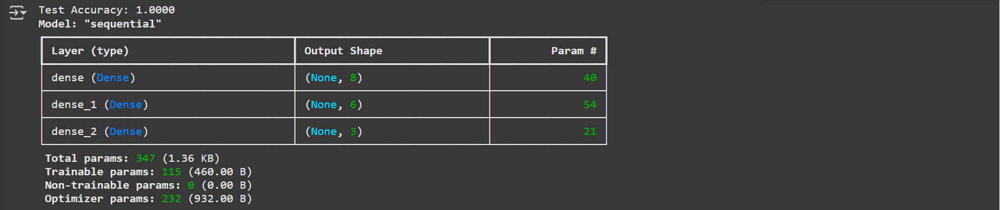 Test Accuracy: 1.0000
Model: "sequential"
Layer (type) Output Shape Param #
dense (Dense) (None, 8) 40
dense_1 (Dense) (None, 6) 54
dense_2 (Dense) (None, 3) 21
Total params: 347 (1.36 KB)
Trainable params: 115 (460.00 B)
Non-trainable params: 0 (0.00 B)
Optimizer params: 232 (932.00 B)